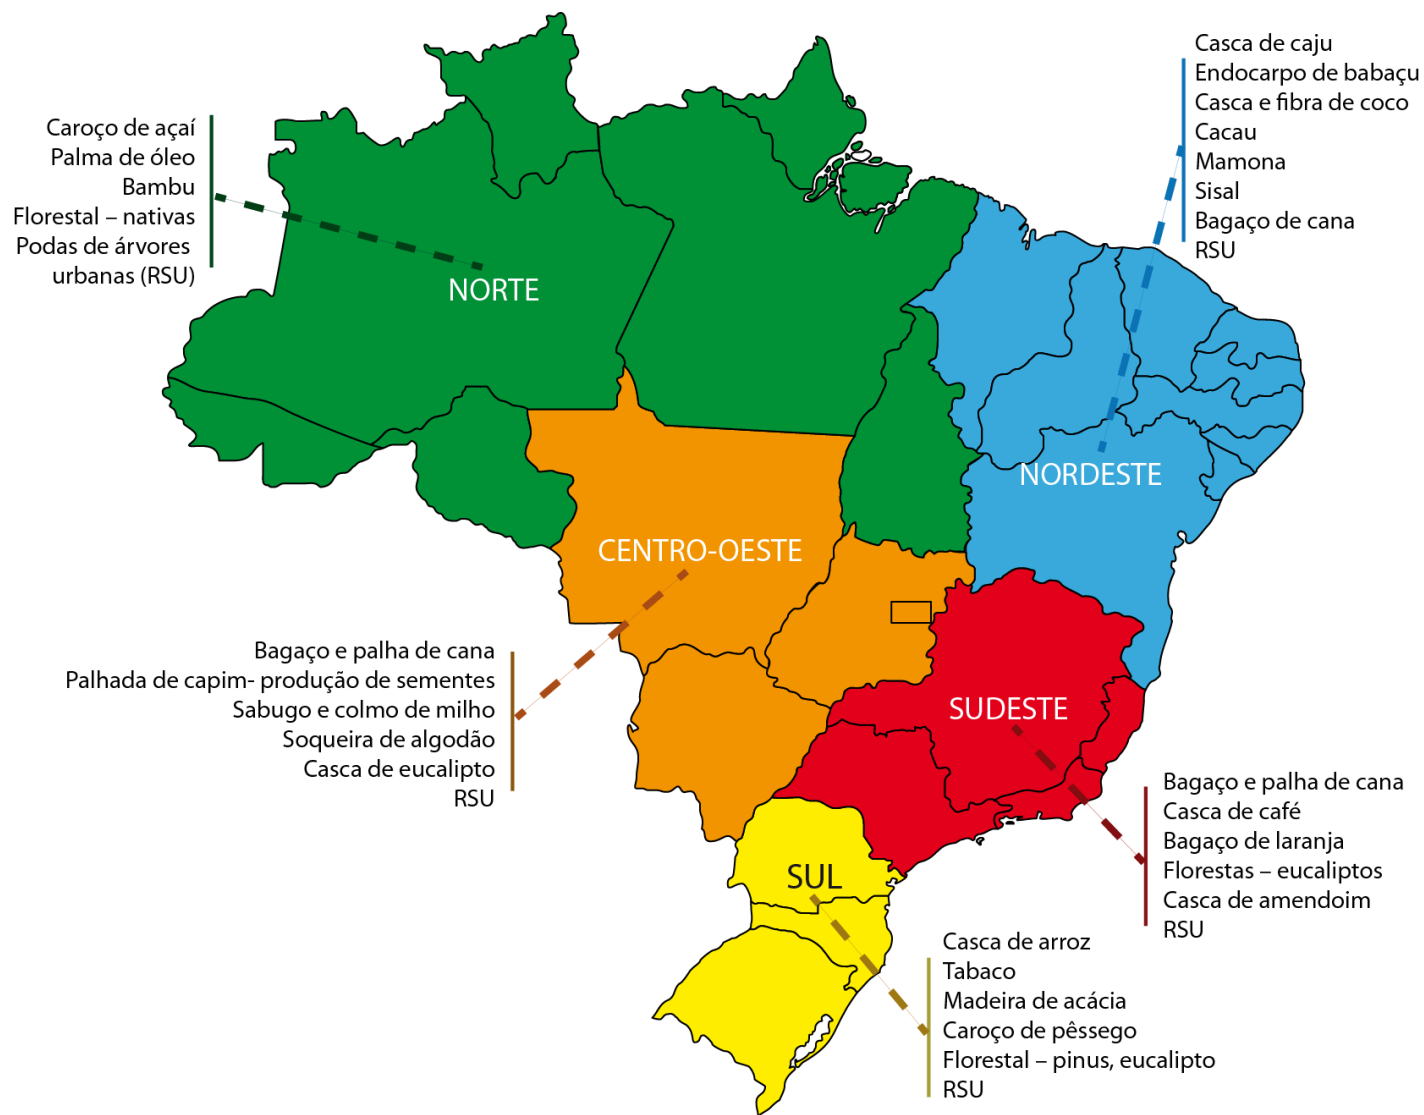 Casca de caju
Endocarpo de babaçu
Casca e fibra de coco
Cacau
Mamona
Sisal
Bagaço de cana
RSU
Caroço de açaí
Palma de óleo
Bambu
Florestal – nativas
Podas de árvores
urbanas (RSU)
NORTE
NORDESTE
CENTRO-OESTE
Bagaço e palha de cana
Palhada de capim- produção de sementes
Sabugo e colmo de milho
Soqueira de algodão
Casca de eucalipto
RSU
SUDESTE
Bagaço e palha de cana
Casca de café
Bagaço de laranja
Florestas – eucaliptos
Casca de amendoim
RSU
SUL
Casca de arroz
Tabaco
Madeira de acácia
Caroço de pêssego
Florestal – pinus, eucalipto
RSU